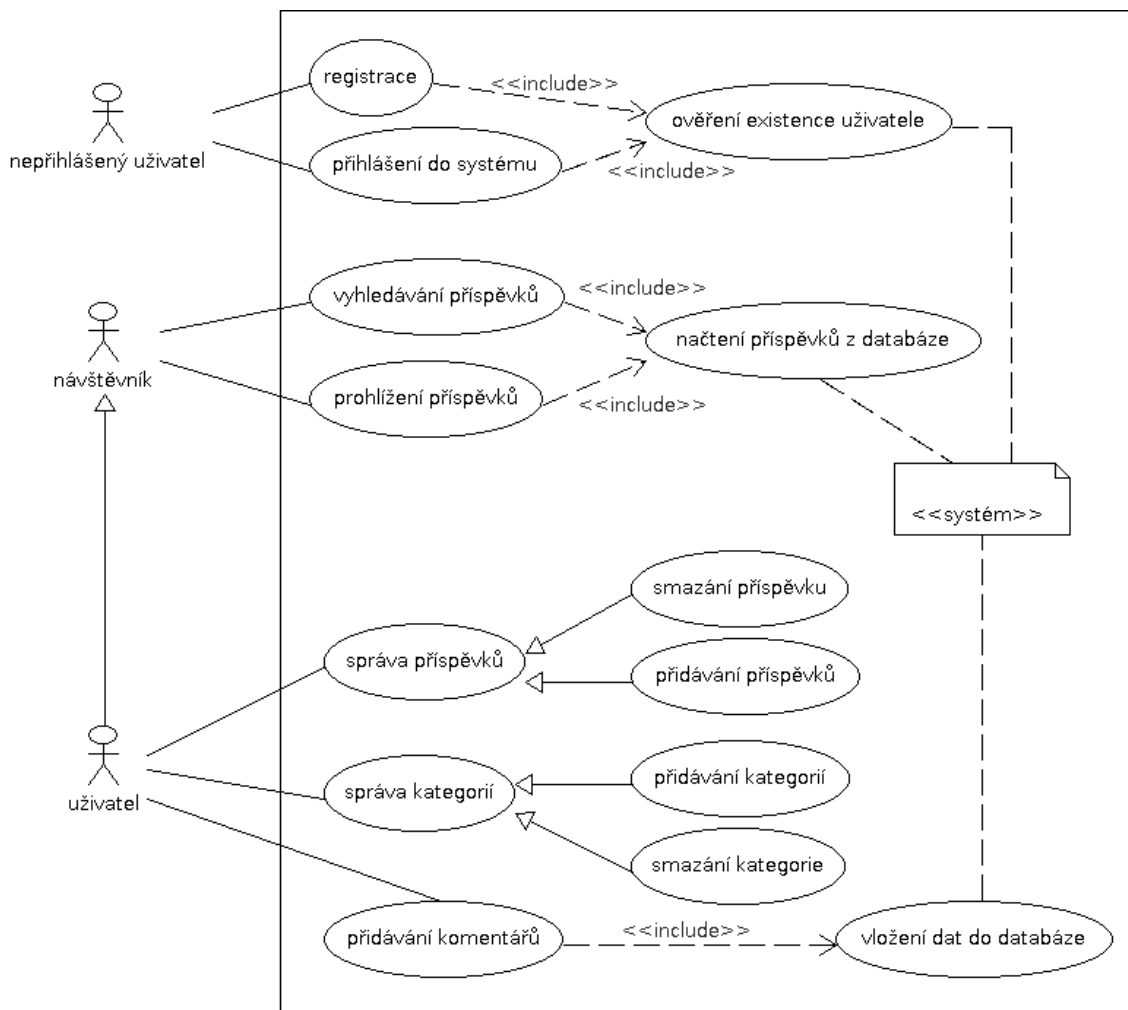 registrace
<<include>>
ověření existence uživatele
nepřihlášený uživatel
přihlášení do systému
<<include>>
vyhledávání příspěvků
<<include>>
načtení příspěvků z databáze
návštěvník
prohlížení příspěvků
<<include>>
<<systém>>
smazání příspěvku
správa příspěvků
přidávání příspěvků
uživatel
správa kategorií
přidávání kategorií
smazání kategorie
přidávání komentářů
<<include>>
vložení dat do databáze